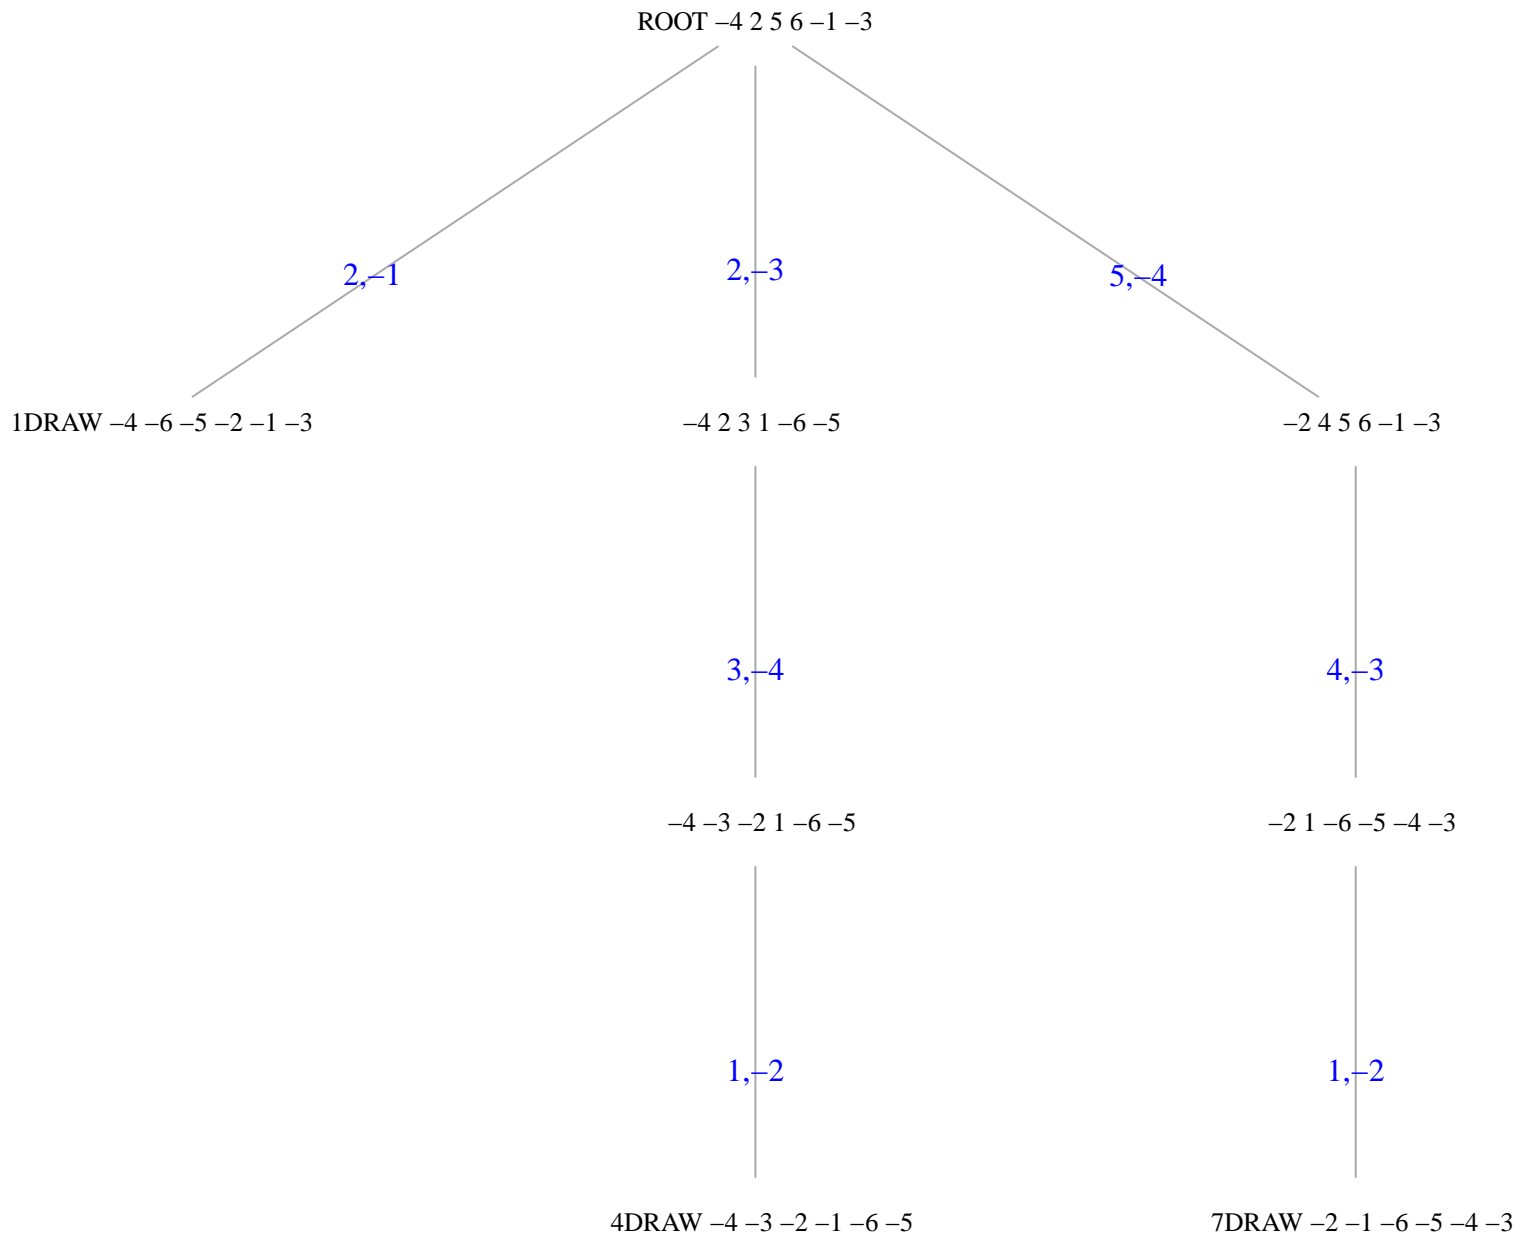 ROOT –4 2 5 6 –1 –3
2,–1
2,–3
5,–4
1DRAW –4 –6 –5 –2 –1 –3
–4 2 3 1 –6 –5
–2 4 5 6 –1 –3
3,–4
4,–3
–4 –3 –2 1 –6 –5
–2 1 –6 –5 –4 –3
1,–2
1,–2
4DRAW –4 –3 –2 –1 –6 –5
7DRAW –2 –1 –6 –5 –4 –3